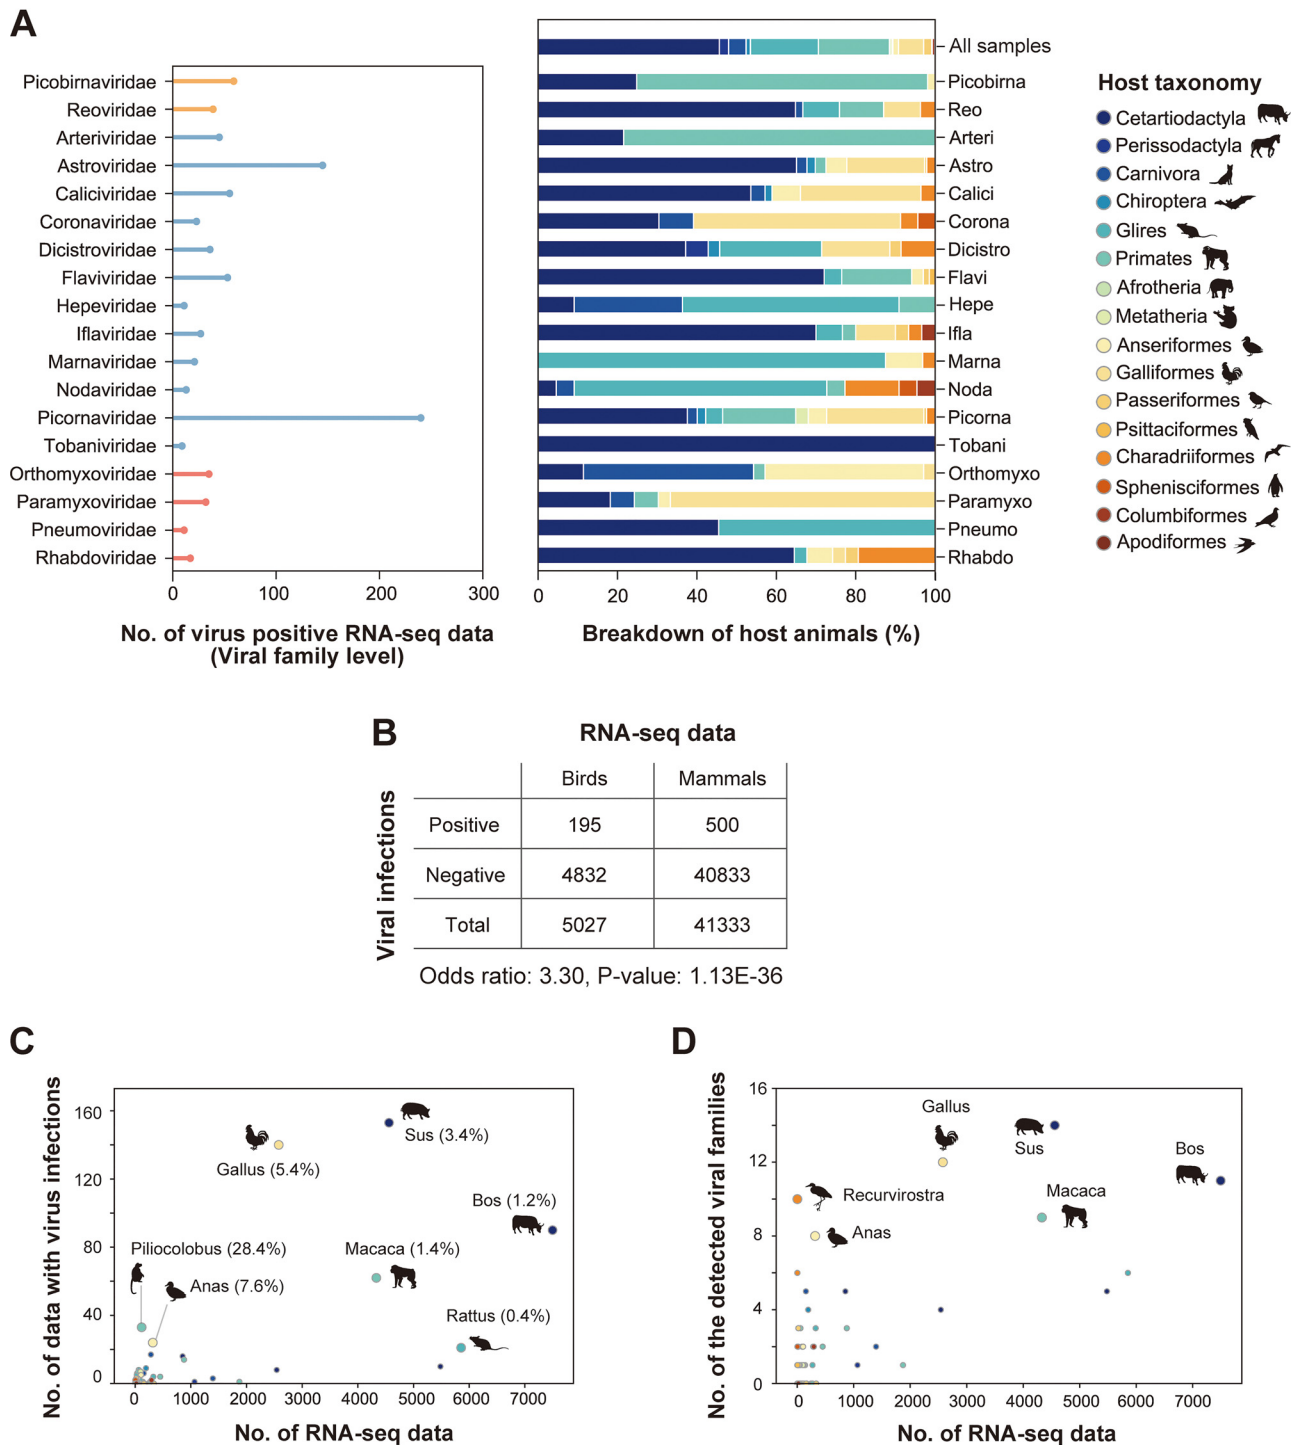 A
Picobirnaviridae
Reoviridae
Arteriviridae
Astroviridae
Caliciviridae
Coronaviridae
Dicistroviridae
Flaviviridae
Hepeviridae
Iflaviridae
Marnaviridae
Nodaviridae
Picornaviridae
Tobaniviridae
Orthomyxoviridae
Paramyxoviridae
Pneumoviridae
Rhabdoviridae
0 100 200 300
No. of virus positive RNA-seq data
(Viral family level)
All samples
Picobirna
Reo
Arteri
Astro
Calici
Corona
Dicistro
Flavi
Hepe
Ifla
Marna
Noda
Picorna
Tobani
Orthomyxo
Paramyxo
Pneumo
Rhabdo
0 20 40 60 80 100
Breakdown of host animals (%)
Host taxonomy
Cetartiodactyla
Perissodactyla
Carnivora
Chiroptera
Glires
Primates
Afrotheria
Metatheria
Anseriformes
Galliformes
Passeriformes
Psittaciformes
Charadriiformes
Sphenisciformes
Columbiformes
Apodiformes
B
RNA-seq data
Viral infections
Birds Mammals
Positive 195 500
Negative 4832 40833
Total 5027 41333
Odds ratio: 3.30, P-value: 1.13E-36
C
No. of data with virus infections
160
120
80
40
0
Sus (3.4%)
Gallus (5.4%)
Bos (1.2%)
Piliocolobus (28.4%)
Macaca (1.4%)
Anas (7.6%)
Rattus (0.4%)
0 1000 2000 3000 4000 5000 6000 7000
No. of RNA-seq data
D
No. of the detected viral families
16
12
8
4
0
Gallus
Sus
Bos
Recurvirostra
Macaca
Anas
0 1000 2000 3000 4000 5000 6000 7000
No. of RNA-seq data